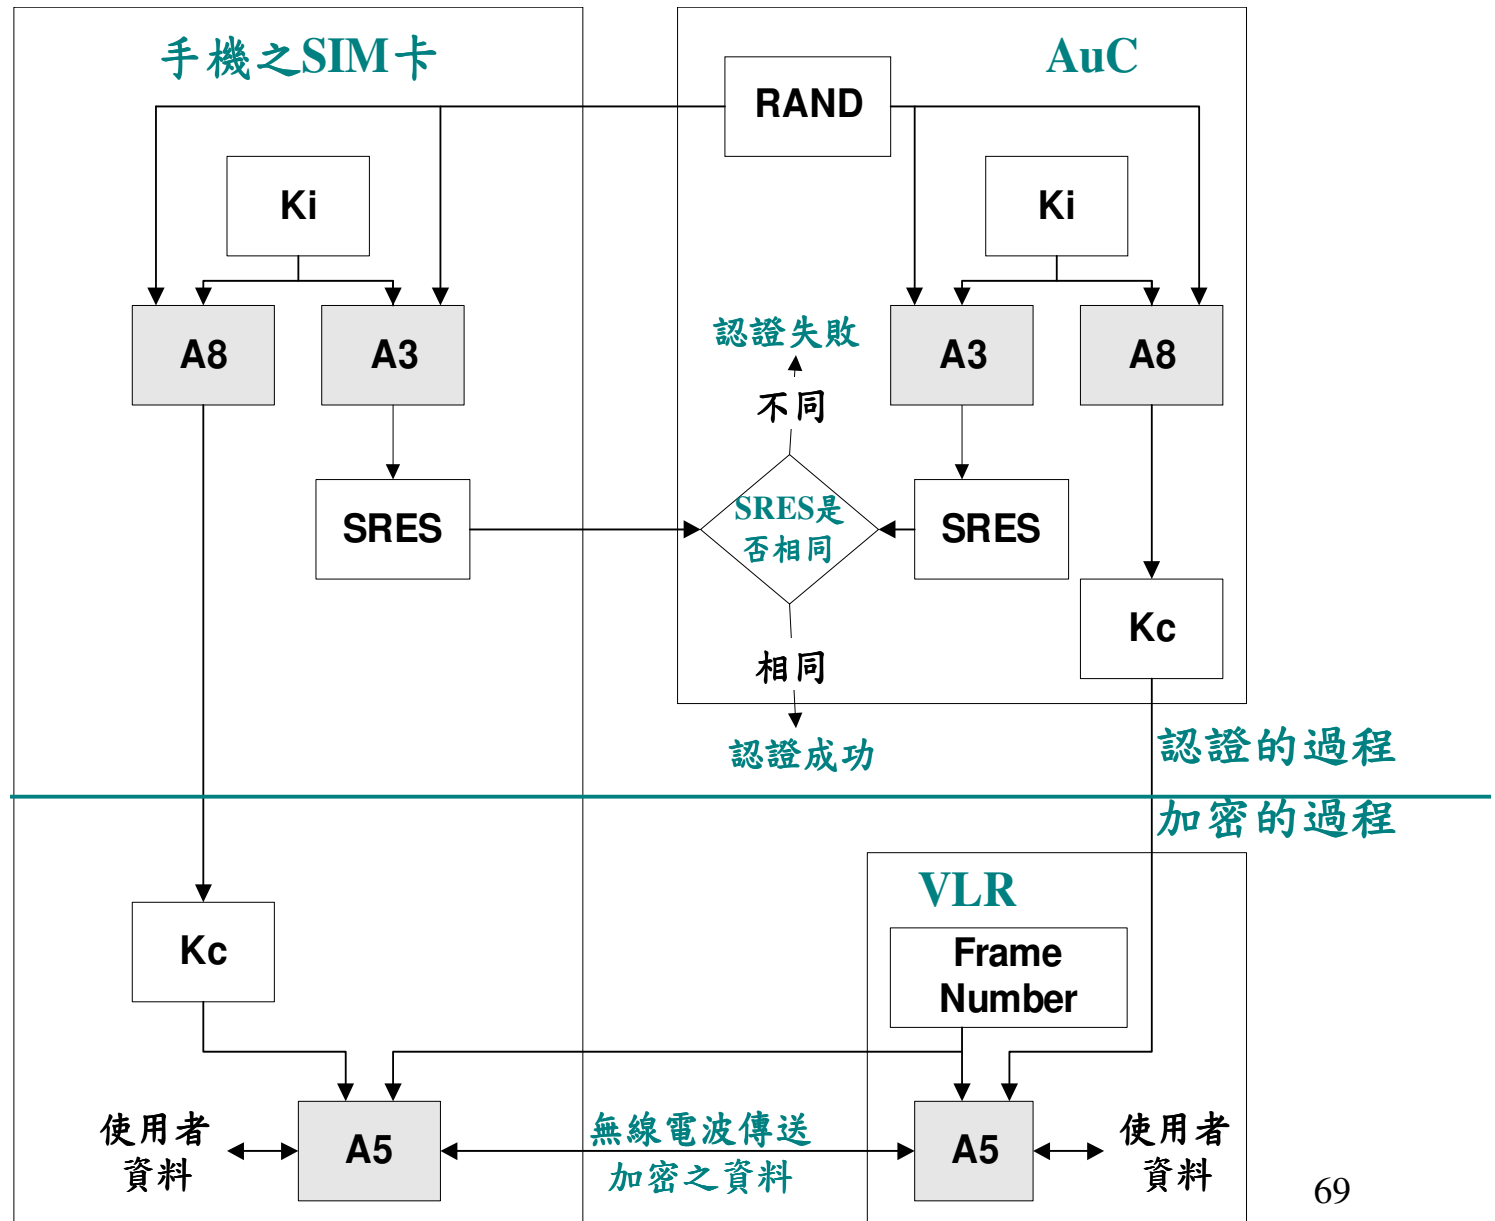 手機之SIM卡
AuC
RAND
Ki
Ki
A8
A3
認證失敗
A3
A8
不同
SRES
SRES是
否相同
SRES
Kc
相同
認證成功
認證的過程
加密的過程
VLR
Kc
Frame
Number
使用者
資料
A5
無線電波傳送
加密之資料
A5
使用者
資料
69